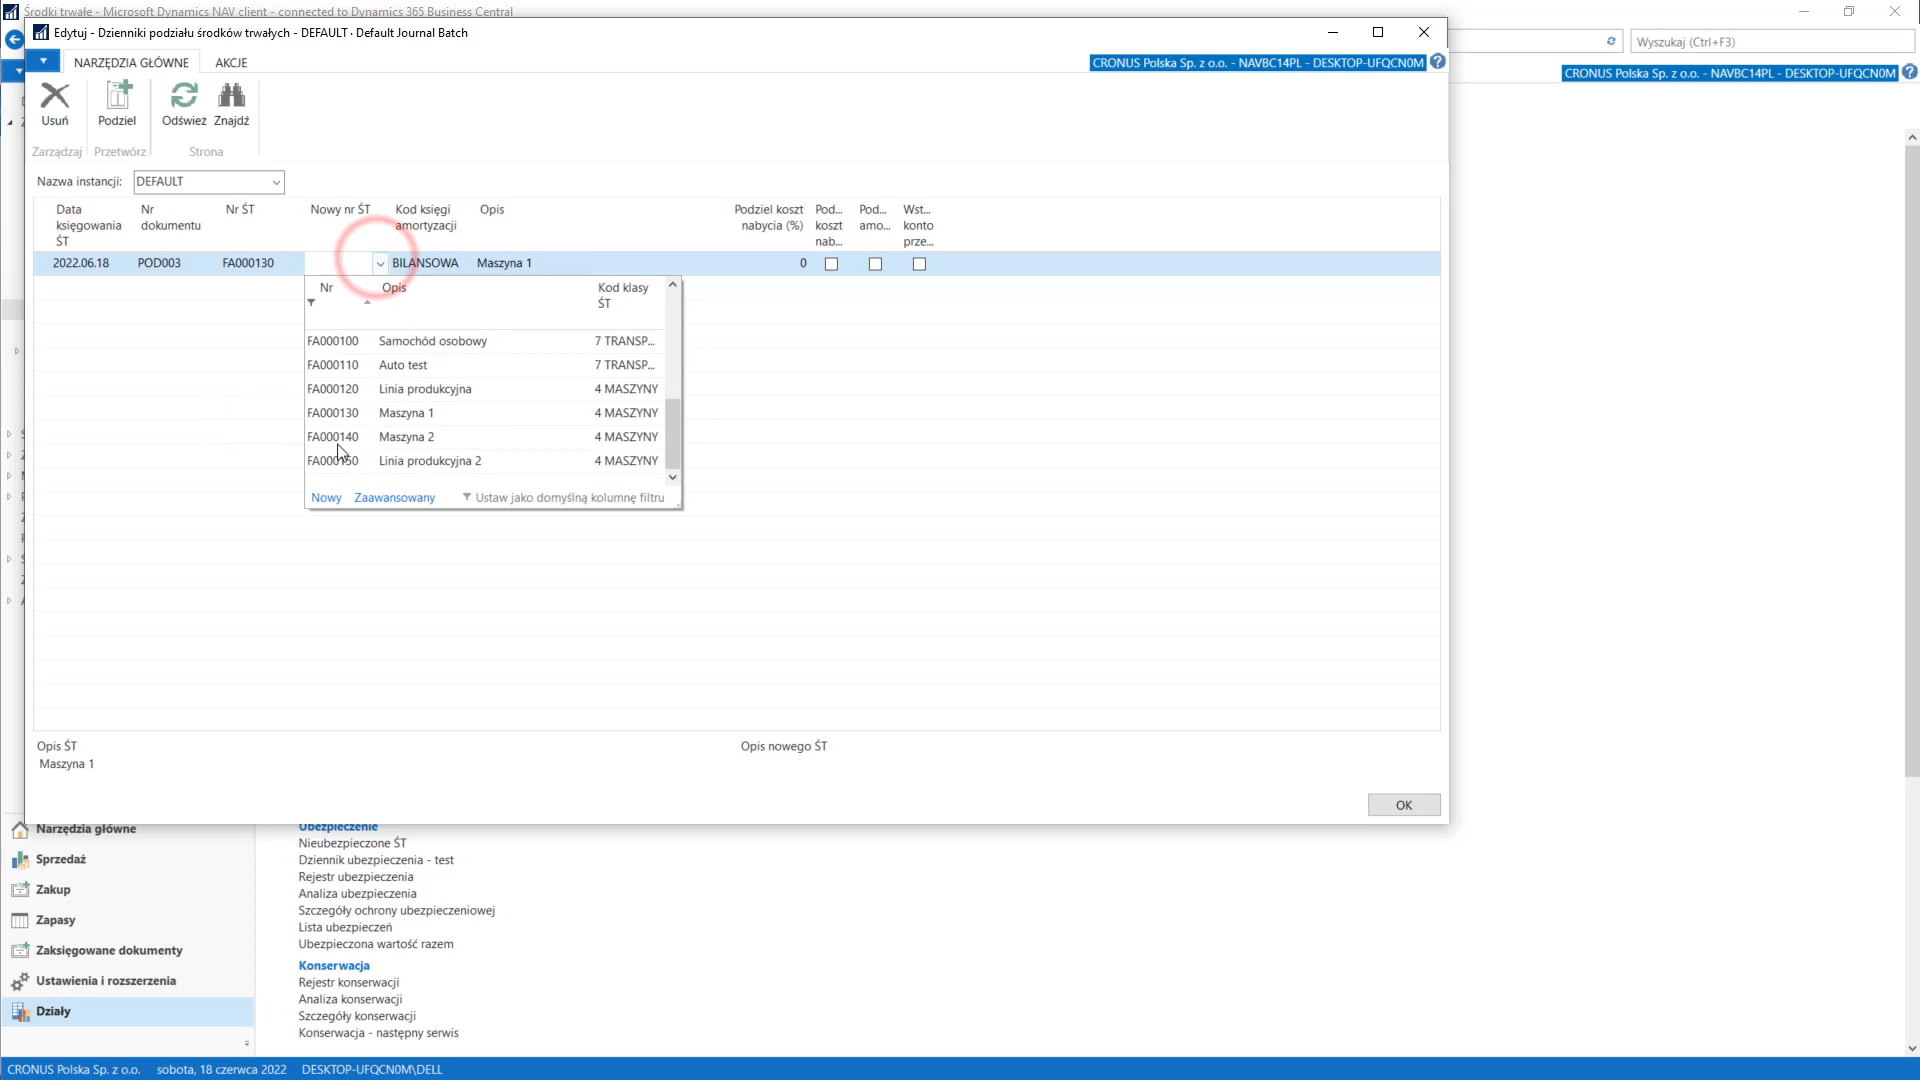 Środki trwałe - Microsoft Dynamics NAV client - connected to Dynamics 365 Business Central
Edytuj - Dzienniki podziału środków trwałych - DEFAULT · Default Journal Batch
Wyszukaj (Ctrl+F3)
NARZĘDZIA GŁÓWNE AKCJE
CRONUS Polska Sp. z o.o. - NAVBC14PL - DESKTOP-UFQCN0M
CRONUS Polska Sp. z o.o. - NAVBC14PL - DESKTOP-UFQCN0M
Usuń Podziel Odśwież Znajdź
Zarządzaj Przetwórz Strona
Nazwa instancji: DEFAULT
Data księgowania ŚT
Nr dokumentu
Nr ŚT
Nowy nr ŚT
Kod księgi amortyzacji
Opis
Podziel koszt nabycia (%)
Pod... koszt nab...
Pod... amo...
Wst... konto prze...
2022.06.18 POD003 FA000130 BILANSOWA Maszyna 1 0
Nr Opis Kod klasy ŚT
FA000100 Samochód osobowy 7 TRANSP...
FA000110 Auto test 7 TRANSP...
FA000120 Linia produkcyjna 4 MASZYNY
FA000130 Maszyna 1 4 MASZYNY
FA000140 Maszyna 2 4 MASZYNY
FA000150 Linia produkcyjna 2 4 MASZYNY
Nowy Zaawansowany Ustaw jako domyślną kolumnę filtru
Opis ŚT Opis nowego ŚT
Maszyna 1
OK
Narzędzia główne
Sprzedaż
Zakup
Zapasy
Zaksięgowane dokumenty
Ustawienia i rozszerzenia
Działy
Ubezpieczenie
Nieubezpieczone ŚT
Dziennik ubezpieczenia - test
Rejestr ubezpieczenia
Analiza ubezpieczenia
Szczegóły ochrony ubezpieczeniowej
Lista ubezpieczeń
Ubezpieczona wartość razem
Konserwacja
Rejestr konserwacji
Analiza konserwacji
Szczegóły konserwacji
Konserwacja - następny serwis
CRONUS Polska Sp. z o.o. sobota, 18 czerwca 2022 DESKTOP-UFQCN0M\DELL